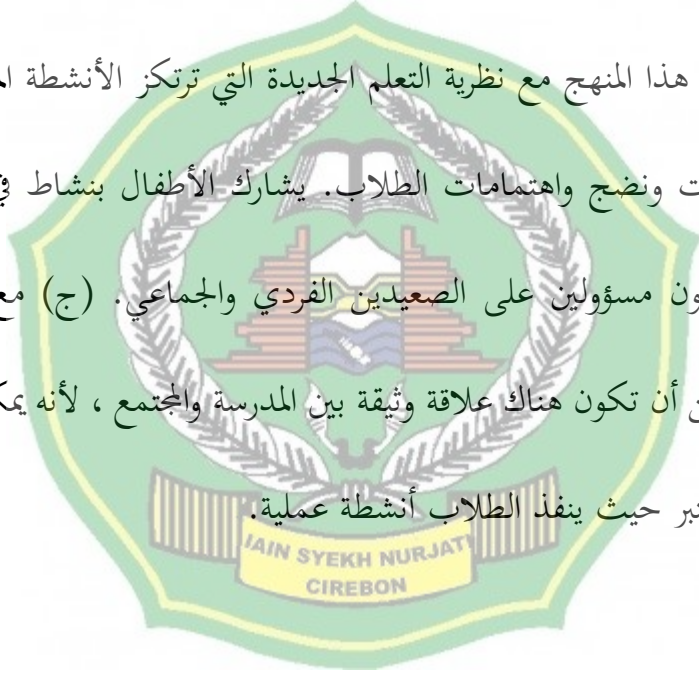 هذا المنهج مع نظرية التعلم الجديدة التي ترتكز الأنشطة
ت ونضج واهتمامات الطلاب. يشارك الأطفال بنشاط في
ون مسؤولين على الصعيدين الفردي والجماعي. (ج) مع
ن أن تكون هناك علاقة وثيقة بين المدرسة والمجتمع ، لأنه يمك
تبر حيث ينفذ الطلاب أنشطة عملية.
IAIN SYEKH NURJATI
CIREBON